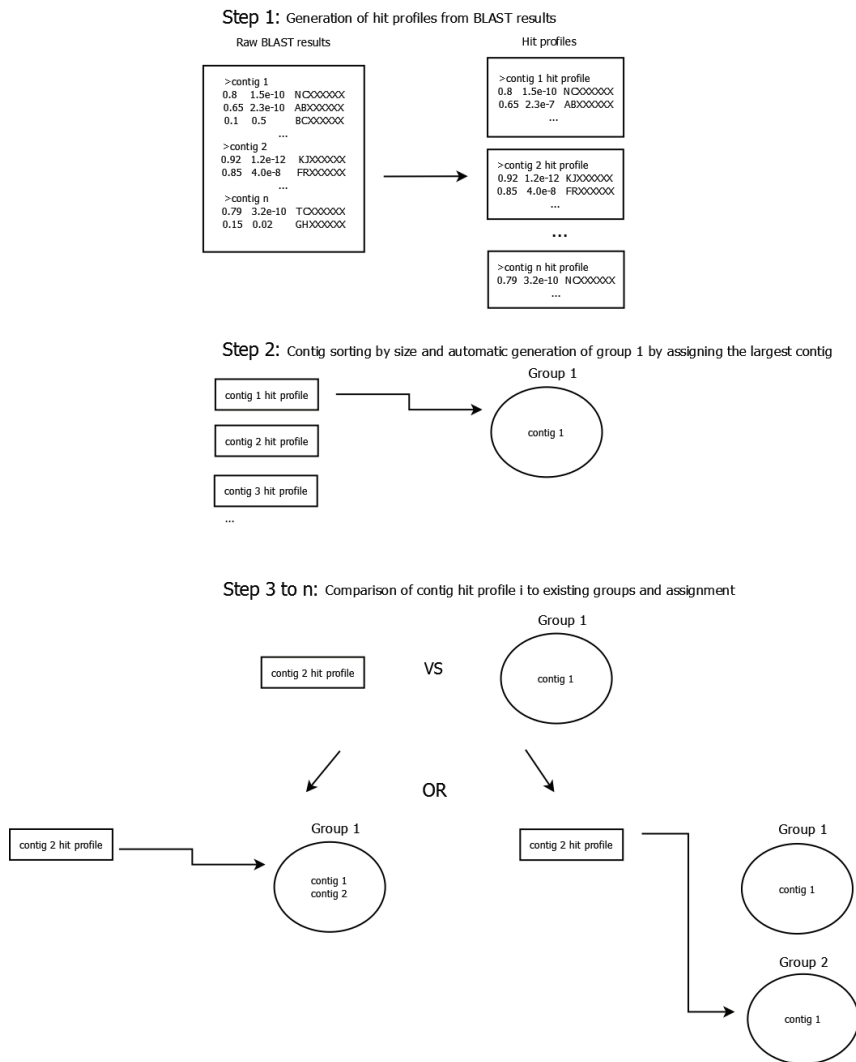 Step 1: Generation of hit profiles from BLAST results
Raw BLAST results
Hit profiles
>contig 1
0.8 1.5e-10 NCXXXXXX
0.65 2.3e-10 ABXXXXXX
0.1 0.5 BCXXXXXX
...
>contig 2
0.92 1.2e-12 KJXXXXXX
0.85 4.0e-8 FRXXXXXX
...
>contig n
0.79 3.2e-10 TCXXXXXX
0.15 0.02 GHXXXXXX
>contig 1 hit profile
0.8 1.5e-10 NCXXXXXX
0.65 2.3e-7 ABXXXXXX
...
>contig 2 hit profile
0.92 1.2e-12 KJXXXXXX
0.85 4.0e-8 FRXXXXXX
...
...
>contig n hit profile
0.79 3.2e-10 NCXXXXXX
...
Step 2: Contig sorting by size and automatic generation of group 1 by assigning the largest contig
contig 1 hit profile
contig 2 hit profile
contig 3 hit profile
...
Group 1
contig 1
Step 3 to n: Comparison of contig hit profile i to existing groups and assignment
contig 2 hit profile
VS
Group 1
contig 1
OR
contig 2 hit profile
Group 1
contig 1
contig 2
contig 2 hit profile
Group 1
contig 1
Group 2
contig 1